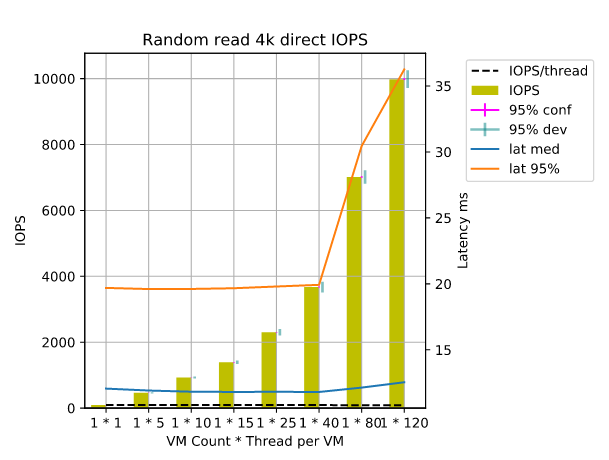 Random read 4k direct IOPS
IOPS
10000
8000
6000
4000
2000
0
35
30
25
20
15
Latency ms
1 * 1 1 * 5 1 * 10 1 * 15 1 * 25 1 * 40 1 * 80 1 * 120
VM Count * Thread per VM
IOPS/thread
IOPS
95% conf
95% dev
lat med
lat 95%